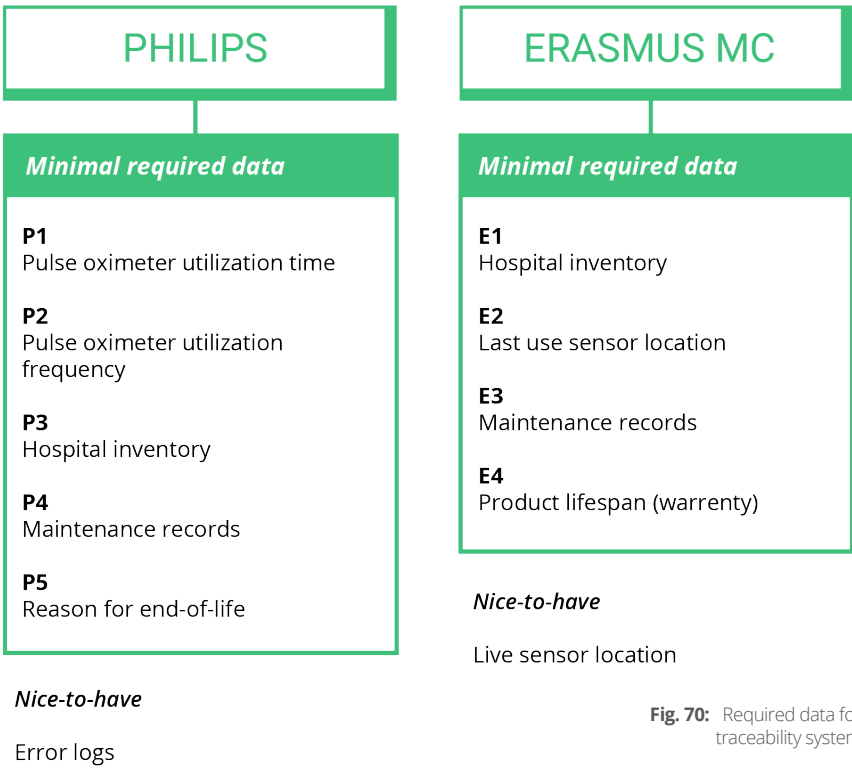 PHILIPS
Minimal required data
P1
Pulse oximeter utilization time
P2
Pulse oximeter utilization
frequency
P3
Hospital inventory
P4
Maintenance records
P5
Reason for end-of-life
Nice-to-have
Error logs
ERASMUS MC
Minimal required data
E1
Hospital inventory
E2
Last use sensor location
E3
Maintenance records
E4
Product lifespan (warrenty)
Nice-to-have
Live sensor location
Fig. 70: Required data fo
traceability syster